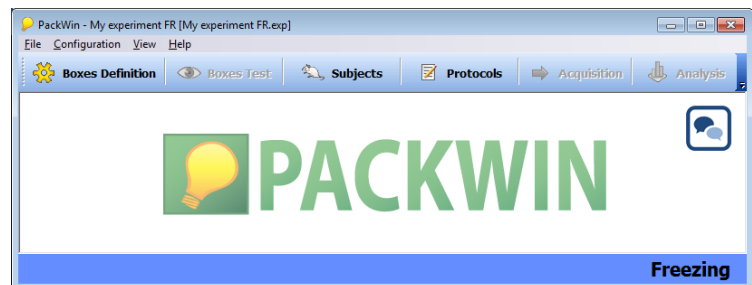 PackWin - My experiment FR [My experiment FR.exp]
File Configuration View Help
Boxes Definition Boxes Test Subjects Protocols Acquisition Analysis
PACKWIN
Freezing